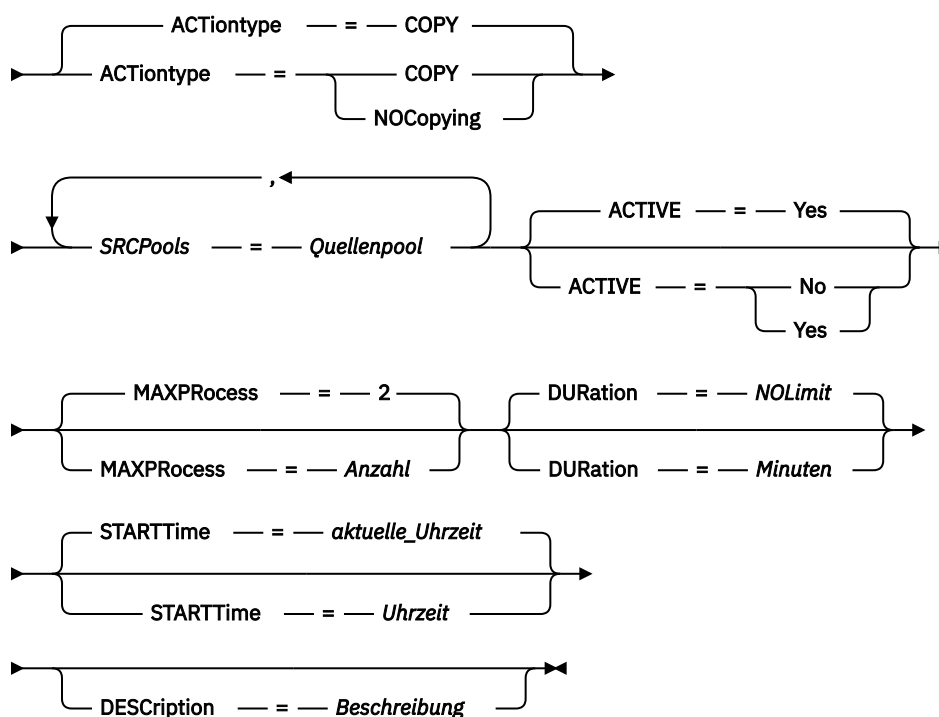 ACTiontype = COPY
ACTiontype = COPY
NOCopying
,
SRCPools = Quellenpool
ACTIVE = Yes
ACTIVE = No
Yes
MAXPRocess = 2
DURation = NOLimit
MAXPRocess = Anzahl
DURation = Minuten
STARTTime = aktuelle_Uhrzeit
STARTTime = Uhrzeit
DESCription = Beschreibung